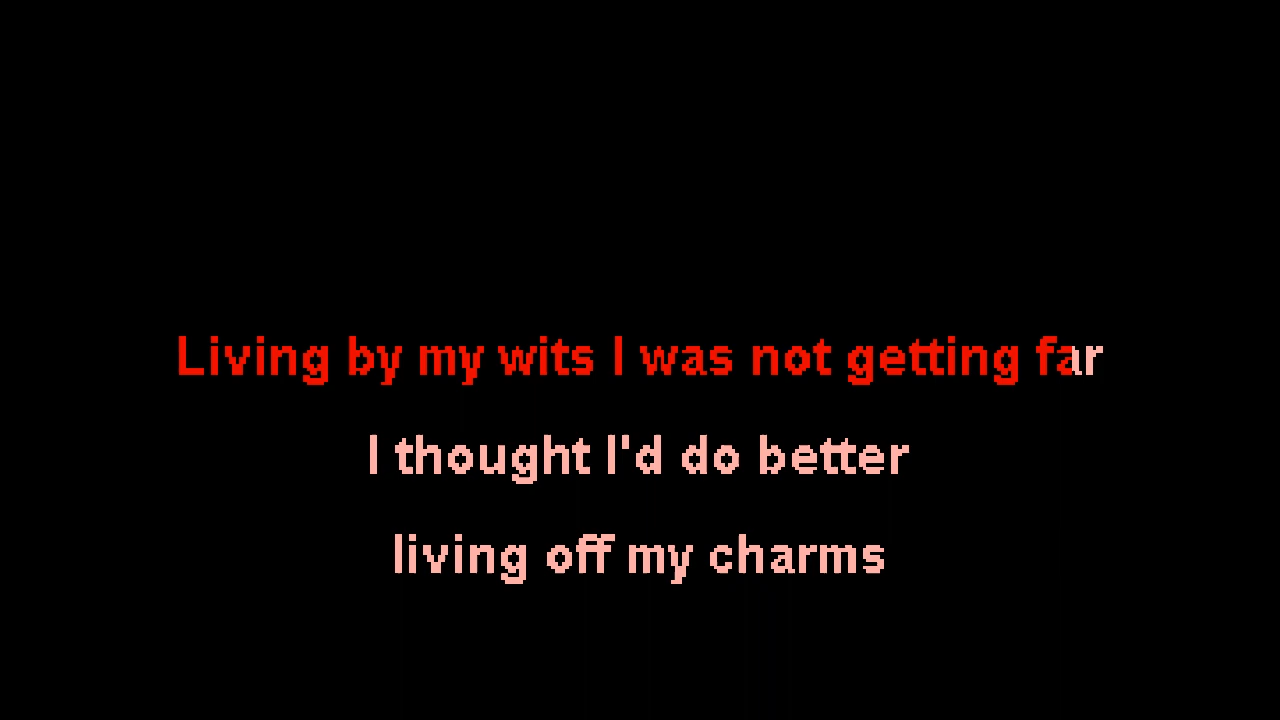 Living by my wits I was not getting far
I thought I'd do better
living off my charms